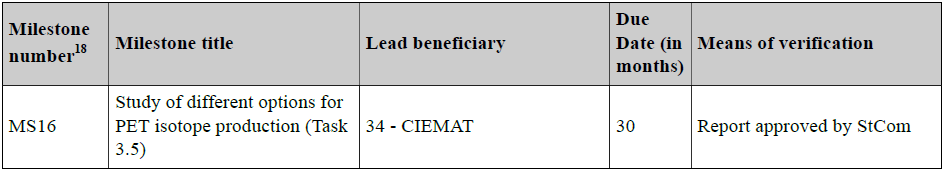 Milestone number18
Milestone title
Lead beneficiary
Due Date (in months)
Means of verification
MS16
Study of different options for
PET isotope production (Task
3.5)
34 - CIEMAT
30
Report approved by StCom